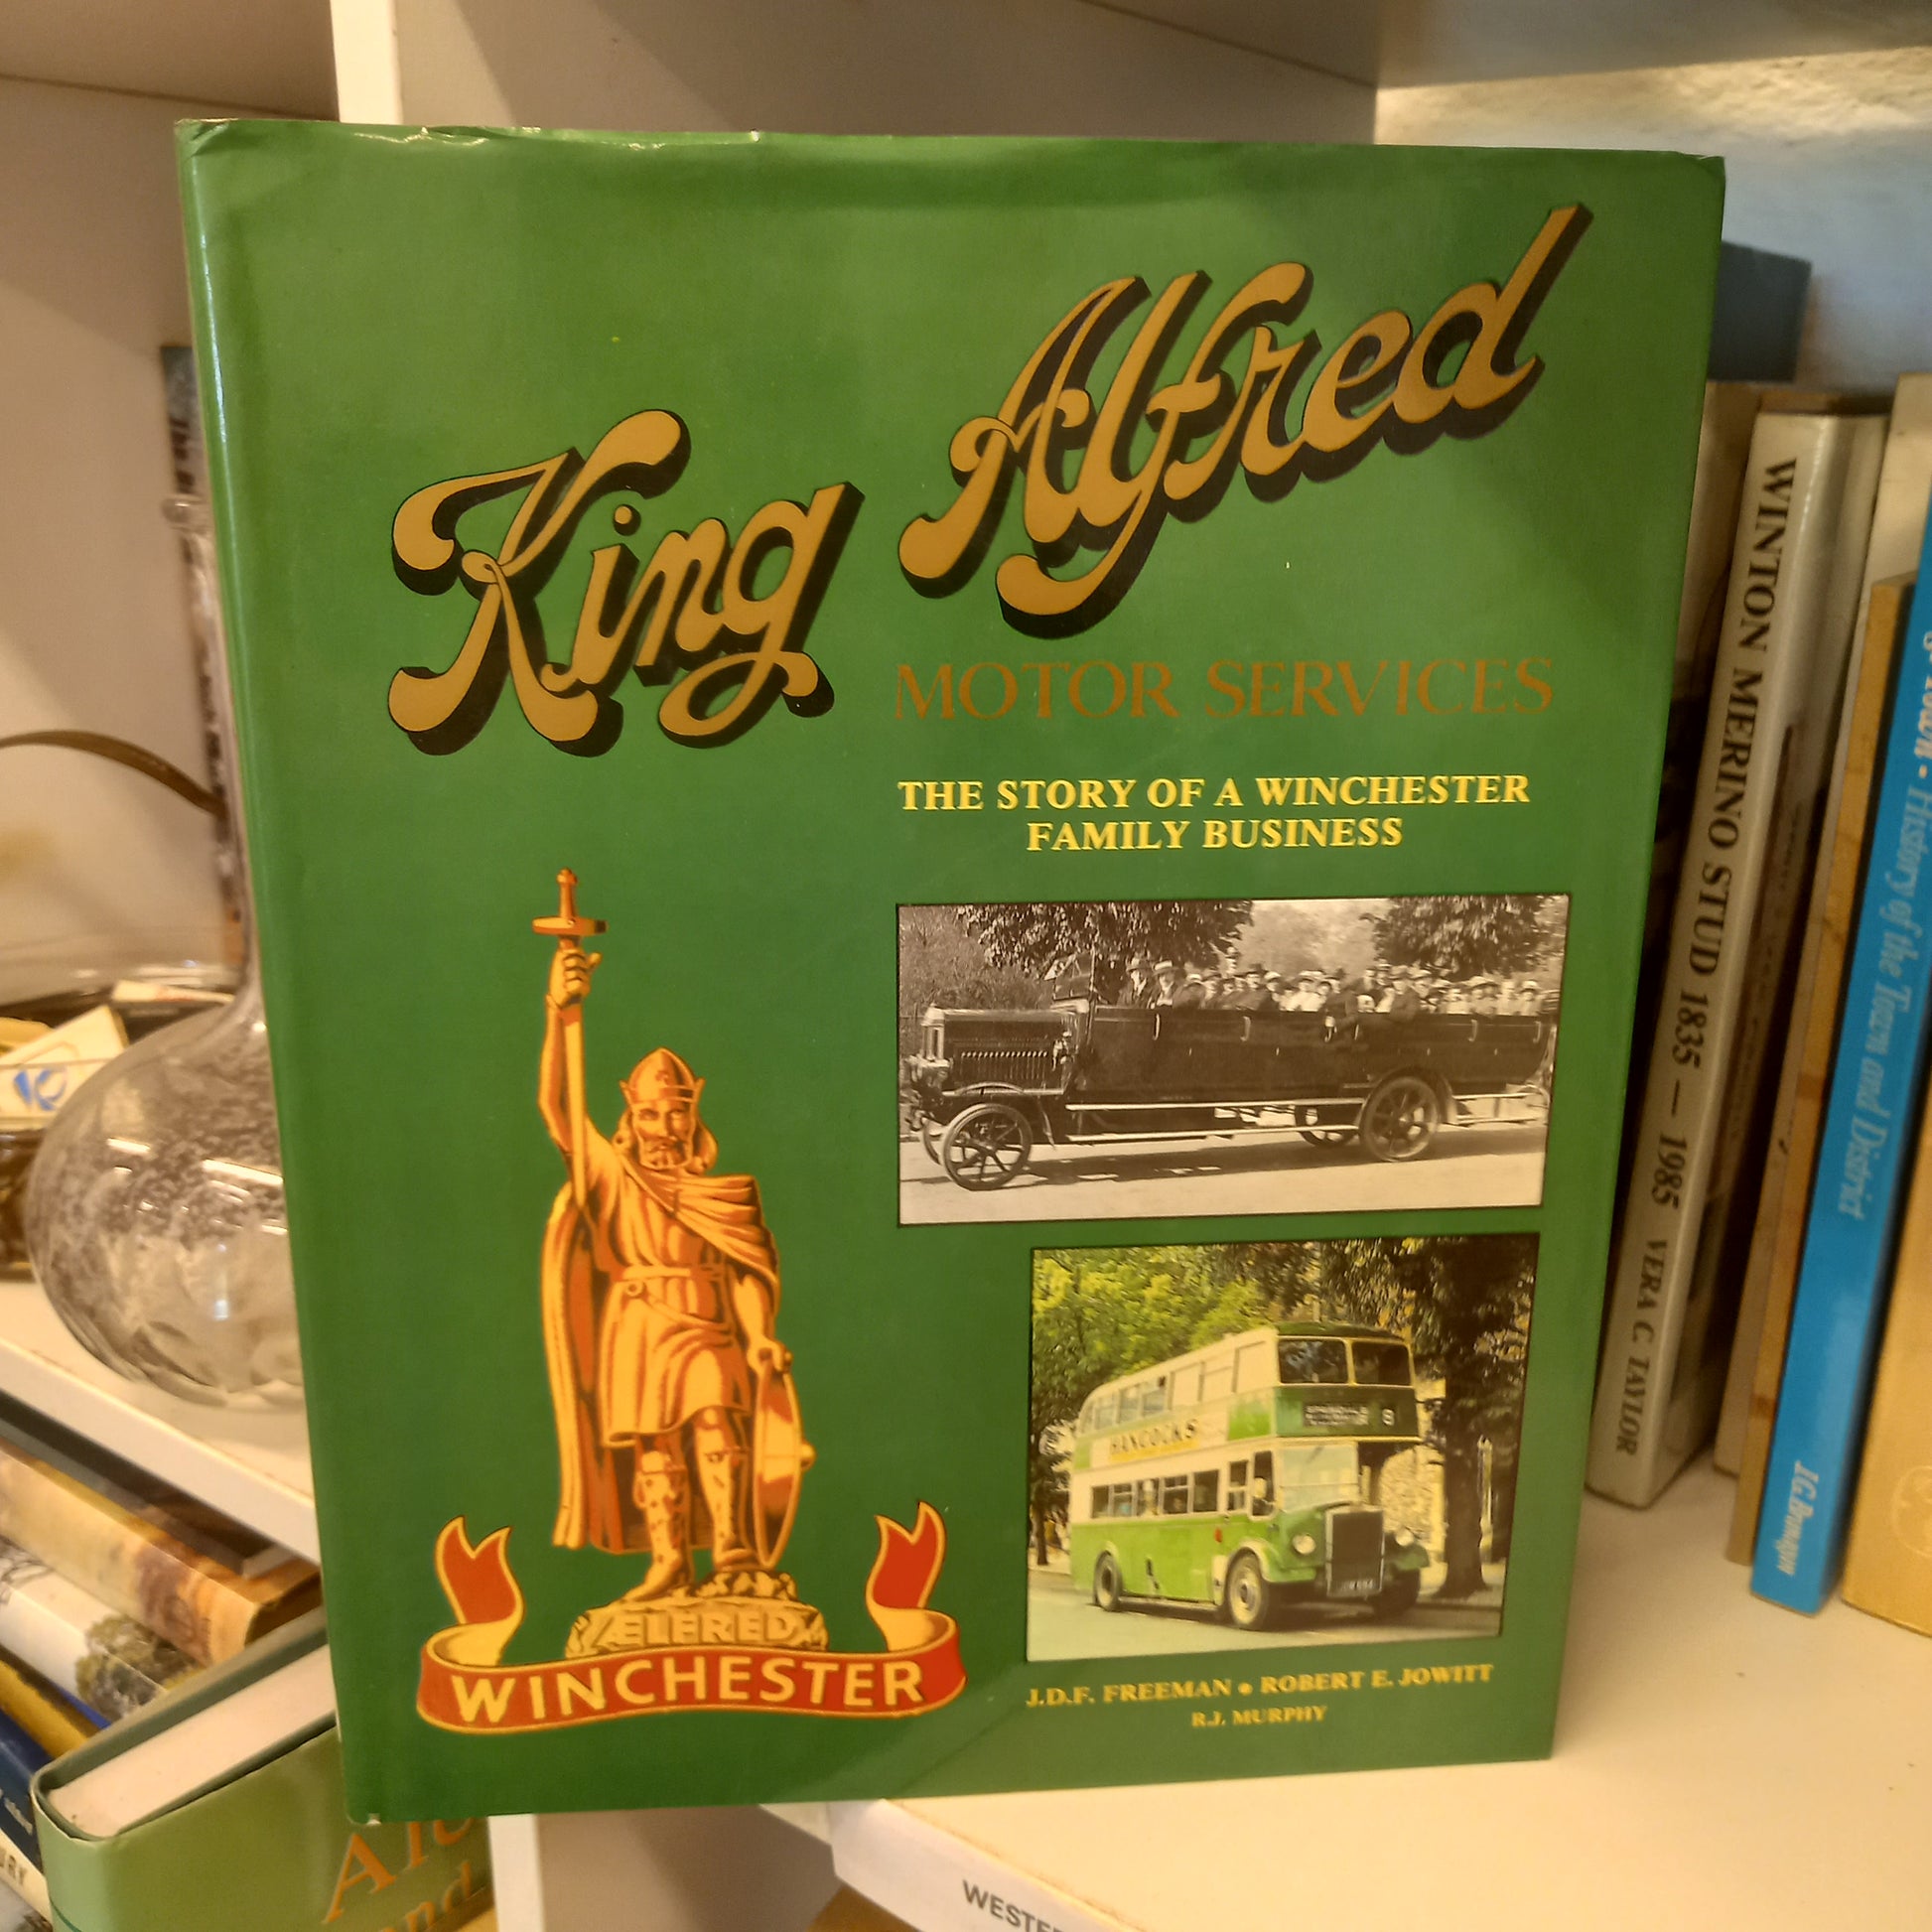 King Alfred
MOTOR SERVICES
THE STORY OF A WINCHESTER
FAMILY BUSINESS
HANCOCKS
ÆLFRED
WINCHESTER
J.D.F. FREEMAN • ROBERT E. JOWITT
R.J. MURPHY
WINTON MERRINO STUD 1835 — 1985 VERA C. TAYLOR
History of the Town and District
WESTE